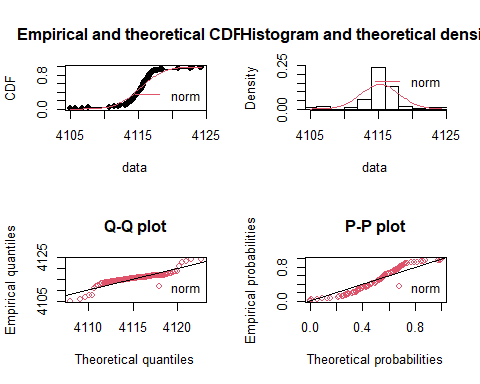 Empirical and theoretical CDF
CDF
0.0 0.8
norm
4105 4115 4125
data
Histogram and theoretical densi
Density
0.00 0.25
norm
4105 4115 4125
data
Q-Q plot
Empirical quantiles
4105 4125
norm
4110 4115 4120
Theoretical quantiles
P-P plot
Empirical probabilities
0.0 0.8
norm
0.0 0.4 0.8
Theoretical probabilities